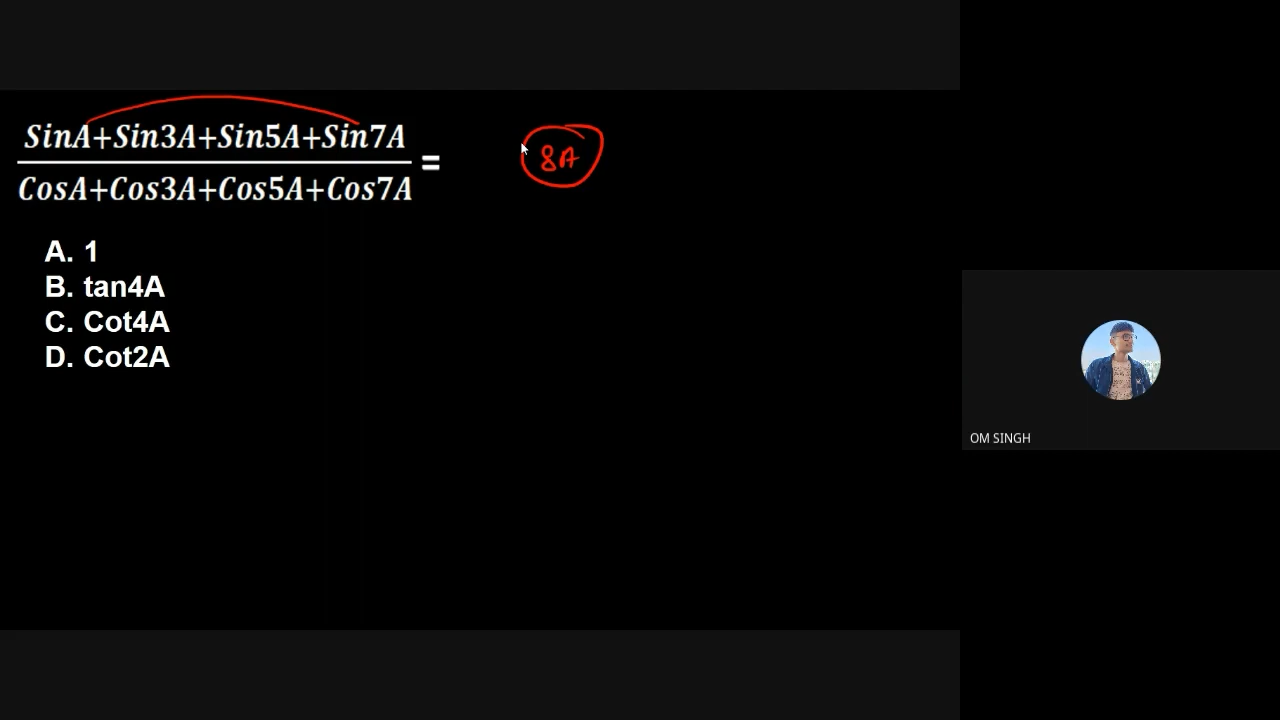 SinA+Sin3A+Sin5A+Sin7A
CosA+Cos3A+Cos5A+Cos7A
=
8A
A. 1
B. tan4A
C. Cot4A
D. Cot2A
OM SINGH